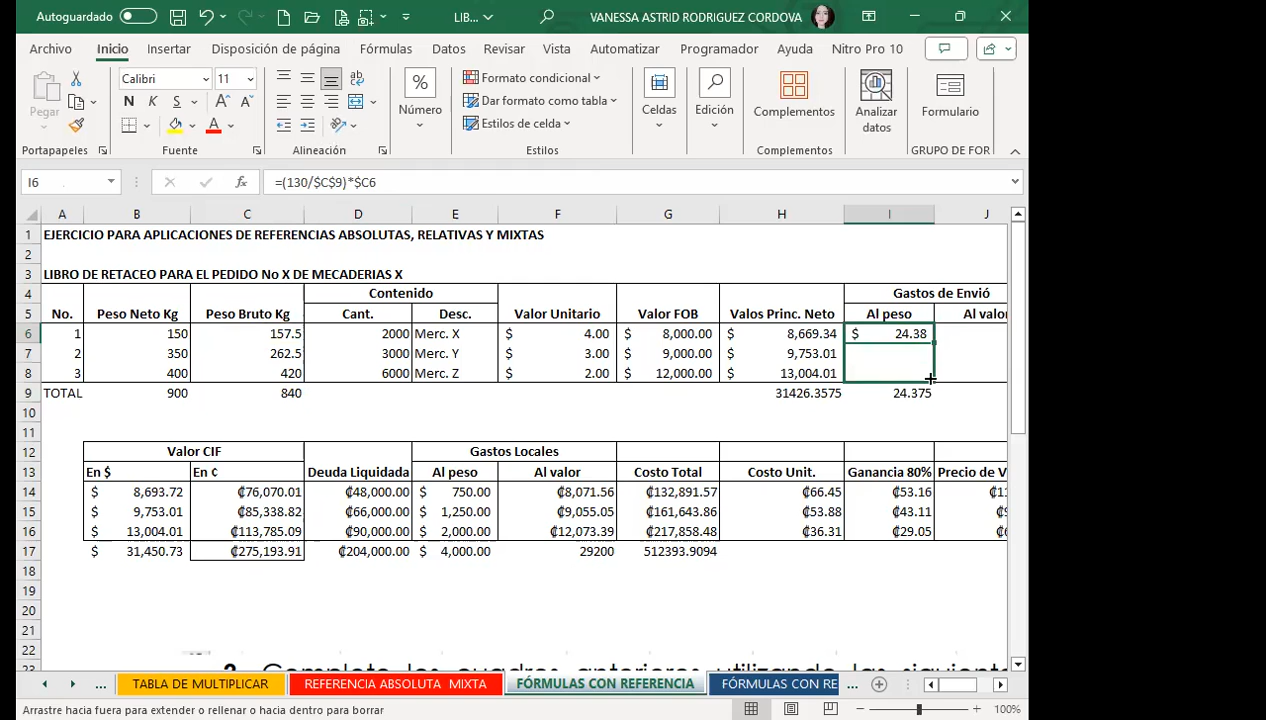 Autoguardado
LIB...
VANESSA ASTRID RODRIGUEZ CORDOVA
Archivo Inicio Insertar Disposición de página Fórmulas Datos Revisar Vista Automatizar Programador Ayuda Nitro Pro 10
Pegar
Calibri 11
N K S
Número
Formato condicional
Dar formato como tabla
Estilos de celda
Celdas
Edición
Complementos
Analizar datos
Formulario
Portapapeles Fuente Alineación Estilos Complementos GRUPO DE FOR
I6 fx =(130/$C$9)*$C6
A B C D E F G H I J
1 EJERCICIO PARA APLICACIONES DE REFERENCIAS ABSOLUTAS, RELATIVAS Y MIXTAS
2
3 LIBRO DE RETACEO PARA EL PEDIDO No X DE MECADERIAS X
4 Contenido Gastos de Envió
5 No. Peso Neto Kg Peso Bruto Kg Cant. Desc. Valor Unitario Valor FOB Valos Princ. Neto Al peso Al valor
6 1 150 157.5 2000 Merc. X $ 4.00 $ 8,000.00 $ 8,669.34 $ 24.38
7 2 350 262.5 3000 Merc. Y $ 3.00 $ 9,000.00 $ 9,753.01
8 3 400 420 6000 Merc. Z $ 2.00 $ 12,000.00 $ 13,004.01
9 TOTAL 900 840 31426.3575 24.375
10
11
12 Valor CIF Gastos Locales
13 En $ En ¢ Deuda Liquidada Al peso Al valor Costo Total Costo Unit. Ganancia 80% Precio de V
14 $ 8,693.72 ₡76,070.01 ₡48,000.00 $ 750.00 ₡8,071.56 ₡132,891.57 ₡66.45 ₡53.16
15 $ 9,753.01 ₡85,338.82 ₡66,000.00 $ 1,250.00 ₡9,055.05 ₡161,643.86 ₡53.88 ₡43.11
16 $ 13,004.01 ₡113,785.09 ₡90,000.00 $ 2,000.00 ₡12,073.39 ₡217,858.48 ₡36.31 ₡29.05
17 $ 31,450.73 ₡275,193.91 ₡204,000.00 $ 4,000.00 29200 512393.9094
18
19
20
21
22
... TABLA DE MULTIPLICAR REFERENCIA ABSOLUTA MIXTA FÓRMULAS CON REFERENCIA FÓRMULAS CON RE ...
Arrastre hacia fuera para extender o rellenar o hacia dentro para borrar
100%